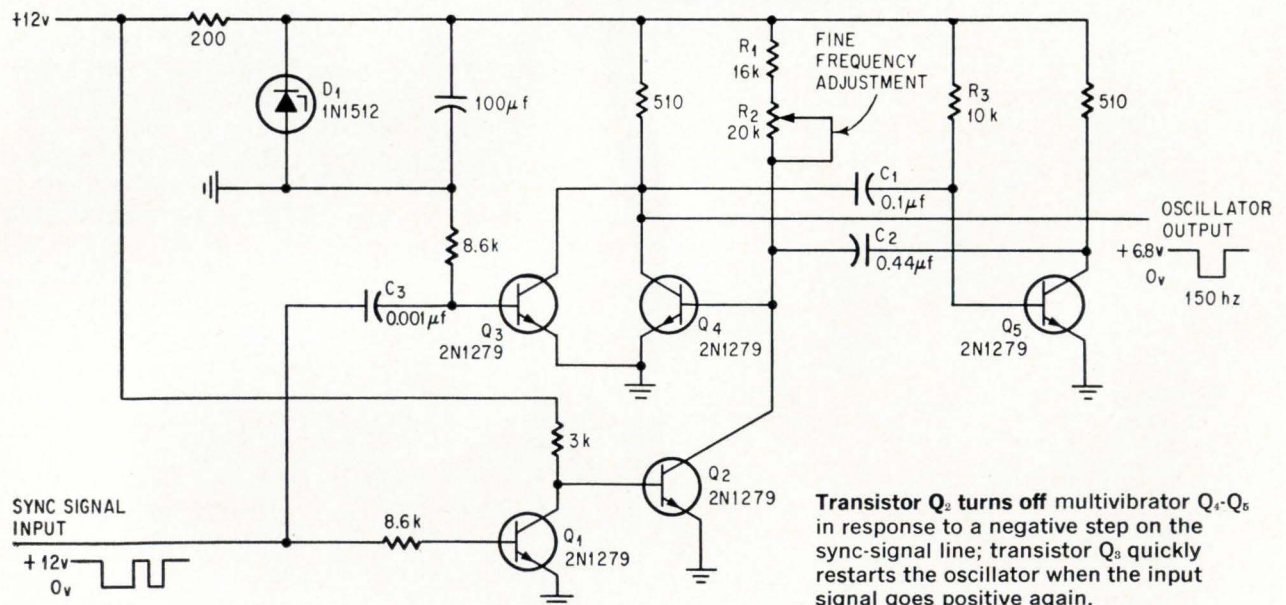 +12v
200
D1
1N1512
100μf
510
R1
16k
R2
20k
FINE
FREQUENCY
ADJUSTMENT
R3
10k
510
C1
0.1μf
OSCILLATOR
OUTPUT
+6.8v
0v
150 hz
C2
0.44μf
8.6k
C3
0.001μf
Q3
2N1279
Q4
2N1279
Q5
2N1279
3k
Q2
2N1279
SYNC SIGNAL
INPUT
+12v
0v
8.6k
Q1
2N1279
Transistor Q2 turns off multivibrator Q4-Q5
in response to a negative step on the
sync-signal line; transistor Q3 quickly
restarts the oscillator when the input
signal goes positive again.